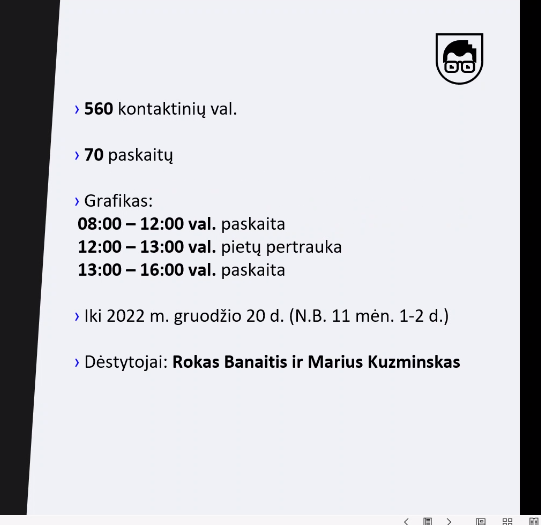 › 560 kontaktinių val.
› 70 paskaitų
› Grafikas:
08:00 – 12:00 val. paskaita
12:00 – 13:00 val. pietų pertrauka
13:00 – 16:00 val. paskaita
› Iki 2022 m. gruodžio 20 d. (N.B. 11 mėn. 1-2 d.)
› Dėstytojai: Rokas Banaitis ir Marius Kuzminskas